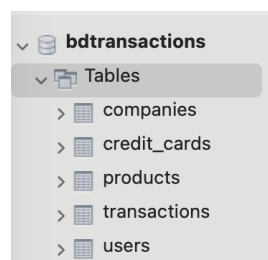 bdtransactions
Tables
companies
credit_cards
products
transactions
users